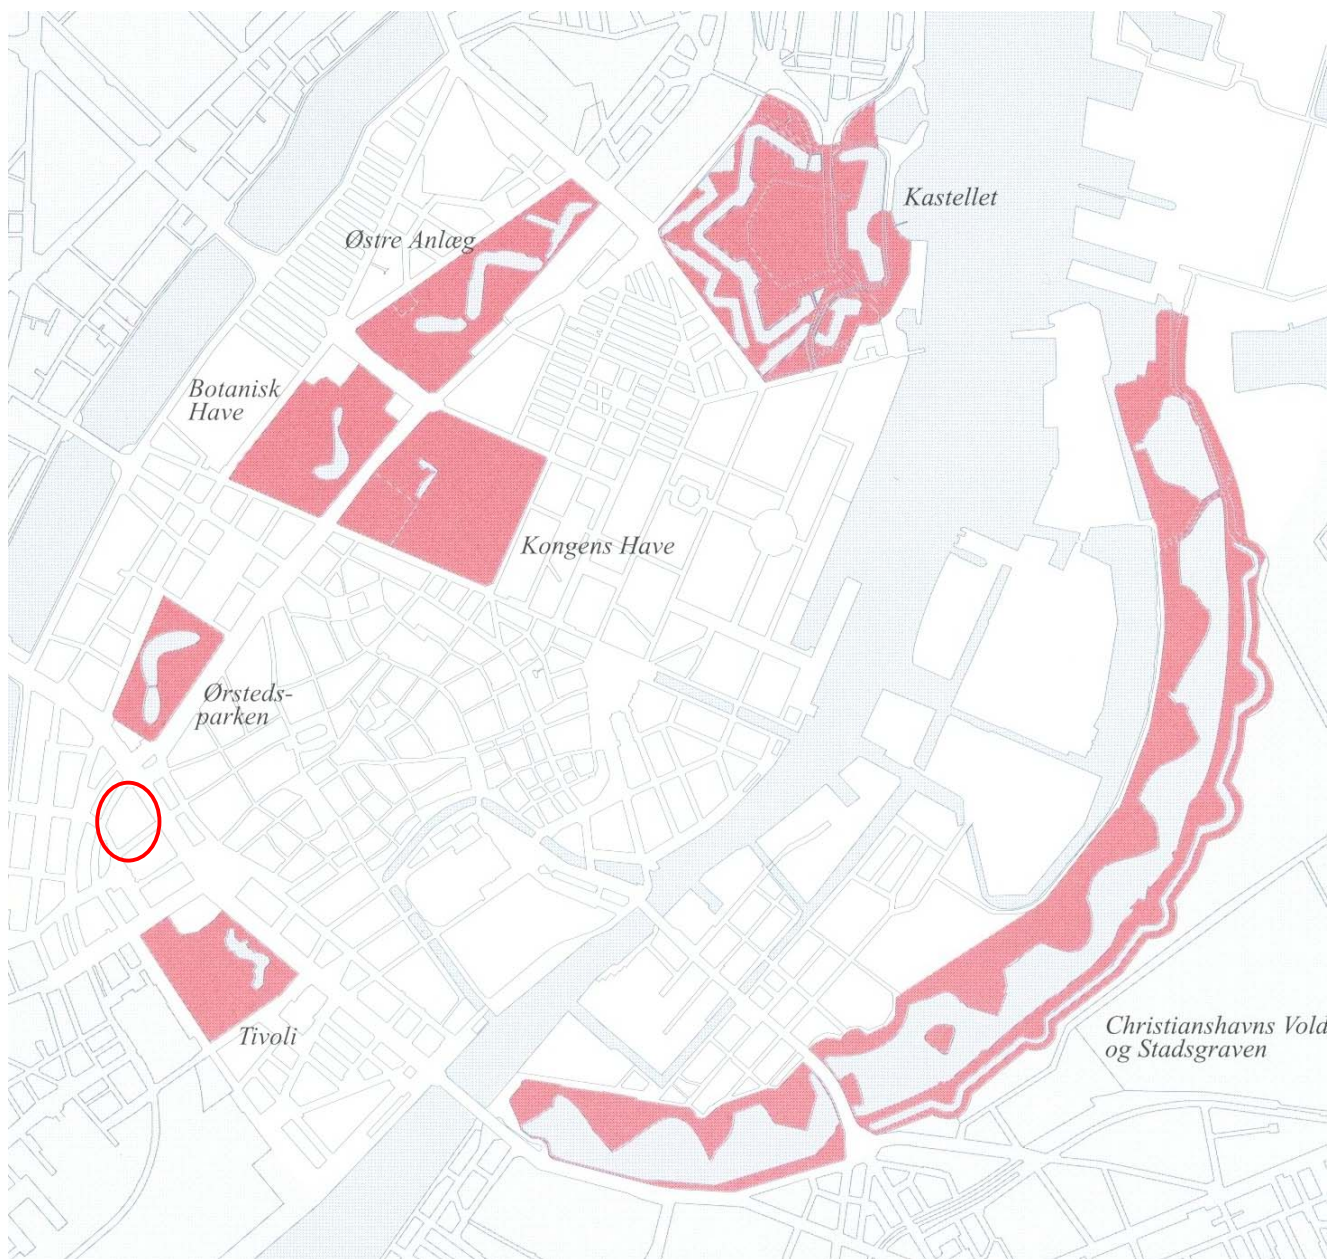 Kastellet
Østre Anlæg
Botanisk
Have
Kongens Have
Ørsteds-
parken
Tivoli
Christianshavns Vold
og Stadsgraven